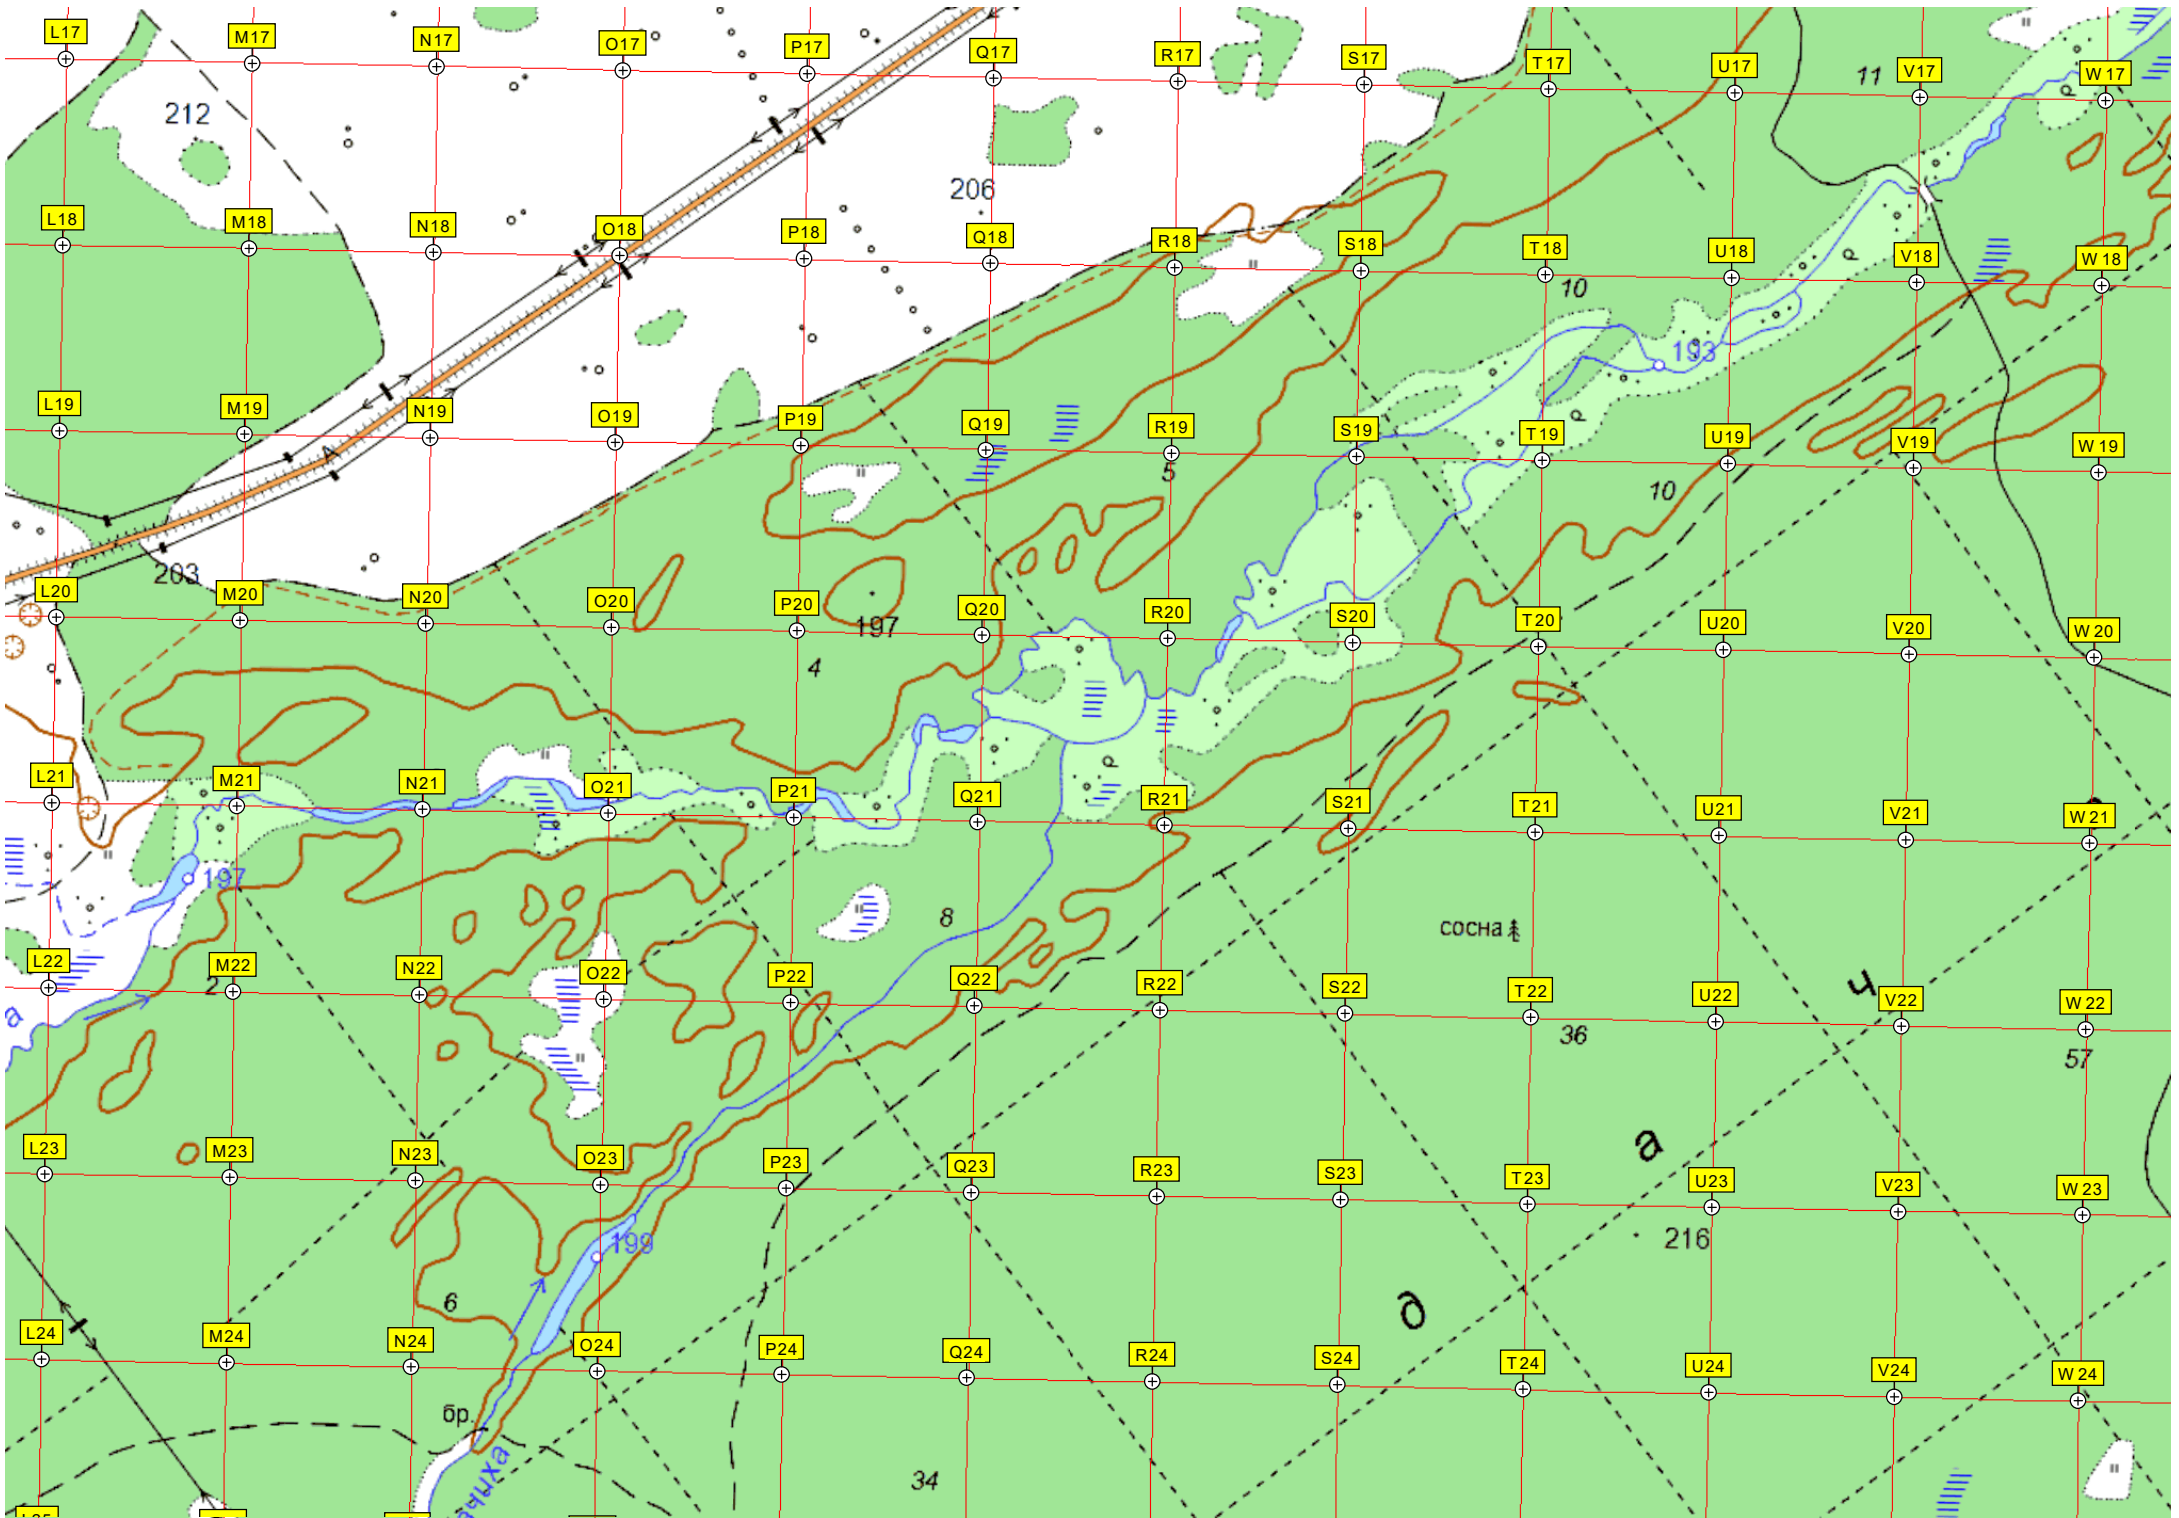 L17 M17 N17 O17 P17 Q17 R17 S17 T17 U17 11 V17 W17
212
206
L18 M18 N18 O18 P18 Q18 R18 S18 T18 U18 V18 W18
10
193
L19 M19 N19 O19 P19 Q19 R19 S19 T19 U19 V19 W19
5
10
203
L20 M20 N20 O20 P20 Q20 R20 S20 T20 U20 V20 W20
197
4
L21 M21 N21 O21 P21 Q21 R21 S21 T21 U21 V21 W21
197
8
сосна
L22 M22 N22 O22 P22 Q22 R22 S22 T22 U22 V22 W22
2
ч
а
36
57
а
L23 M23 N23 O23 P23 Q23 R23 S23 T23 U23 V23 W23
199
216
6
д
L24 M24 N24 O24 P24 Q24 R24 S24 T24 U24 V24 W24
бр.
34